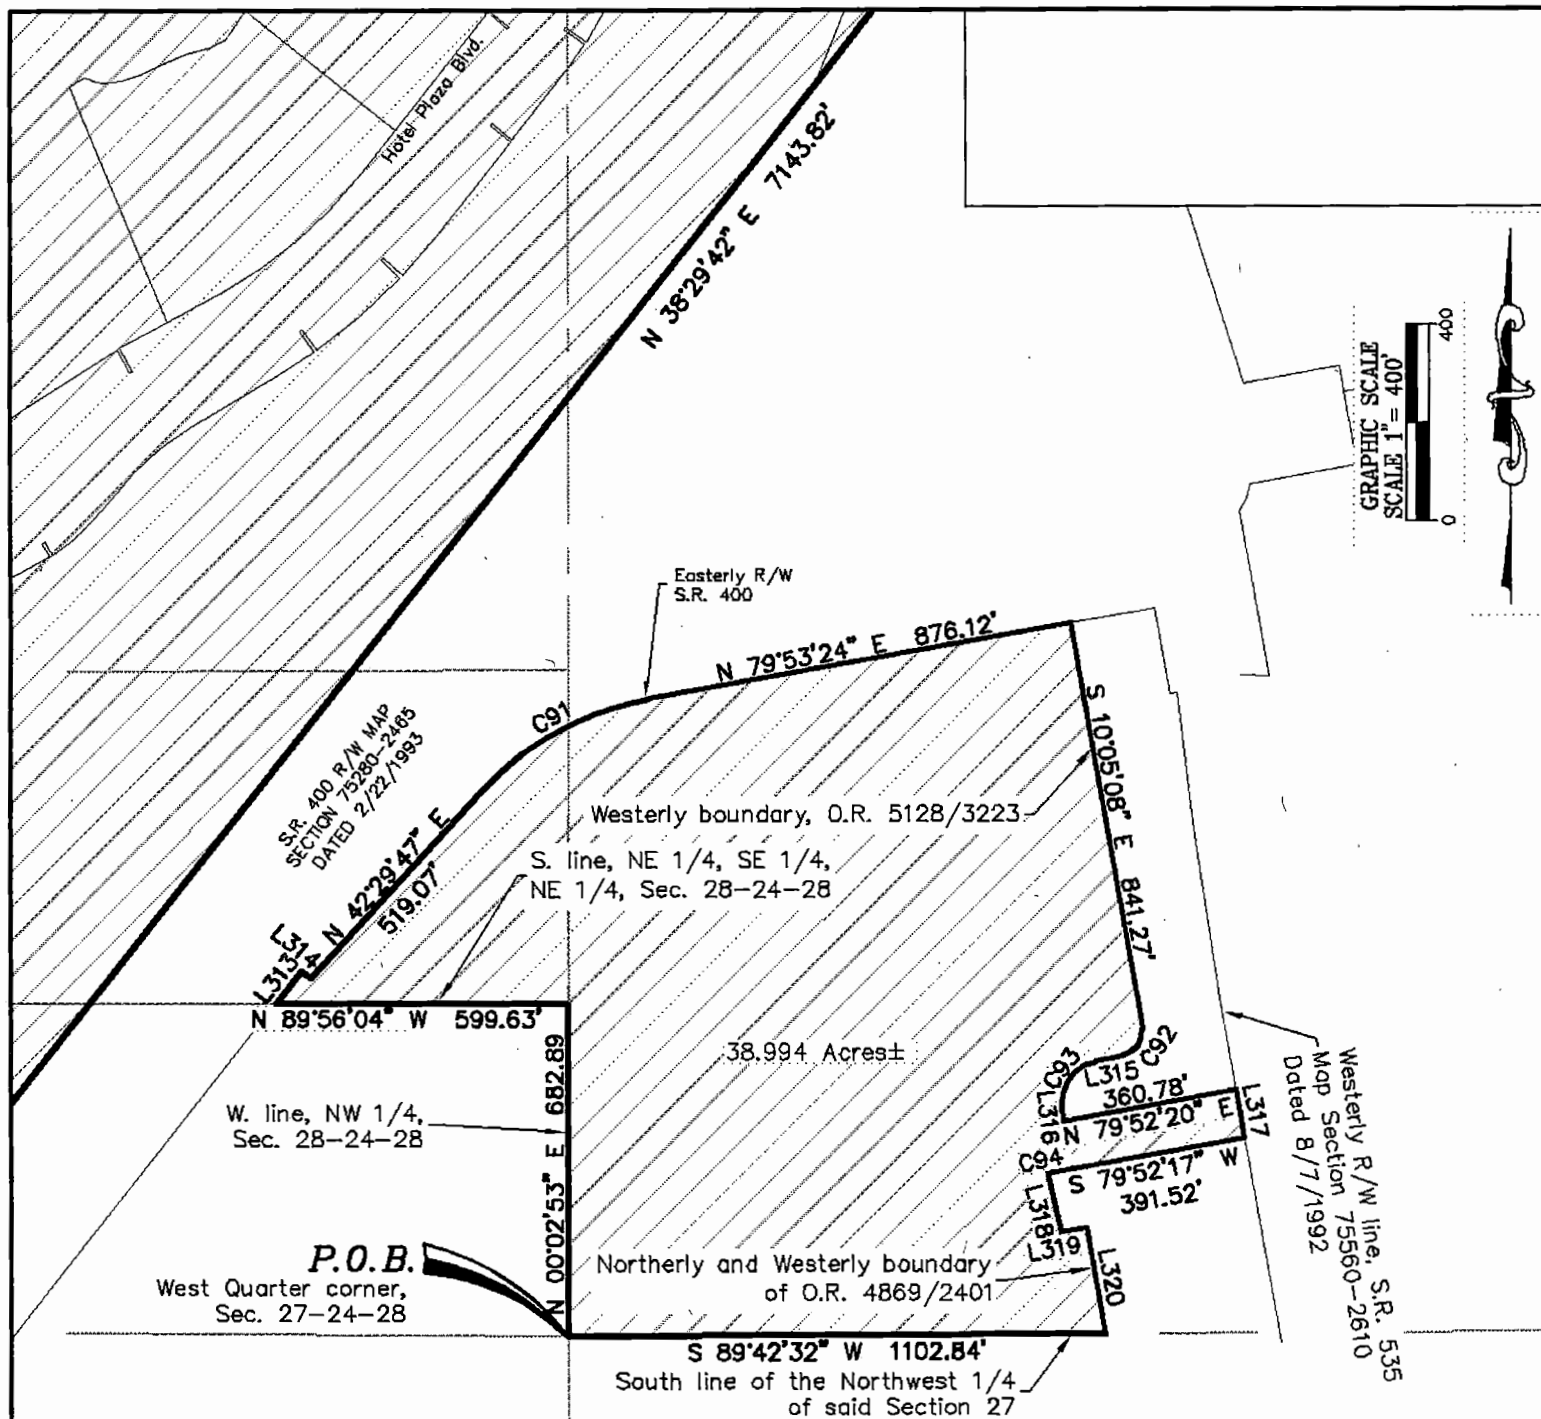 Hotel Plaza Blvd.
N 38°29'42" E 7143.82'
GRAPHIC SCALE
SCALE 1"= 400'
0
400
Easterly R/W
S.R. 400
N 79°53'24" E 876.12'
C91
S.R. 400 R/W MAP
SECTION 75280-2465
DATED 2/22/1993
S 10°05'08" E 841.27'
Westerly boundary, O.R. 5128/3223
S. line, NE 1/4, SE 1/4,
NE 1/4, Sec. 28-24-28
N 42°29'47" E
519.07'
L314
L313
N 89°56'04" W 599.63'
38.994 Acres±
C92
C93
L315
360.78'
L316
N 79°52'20" E
L317
C94
S 79°52'17" W
391.52'
L318
L319
L320
Westerly R/W line, S.R. 535
Map Section 75560-2610
Dated 8/7/1992
W. line, NW 1/4,
Sec. 28-24-28
N 00°02'53" E 682.89
P.O.B.
West Quarter corner,
Sec. 27-24-28
Northerly and Westerly boundary
of O.R. 4869/2401
S 89°42'32" W 1102.84'
South line of the Northwest 1/4
of said Section 27